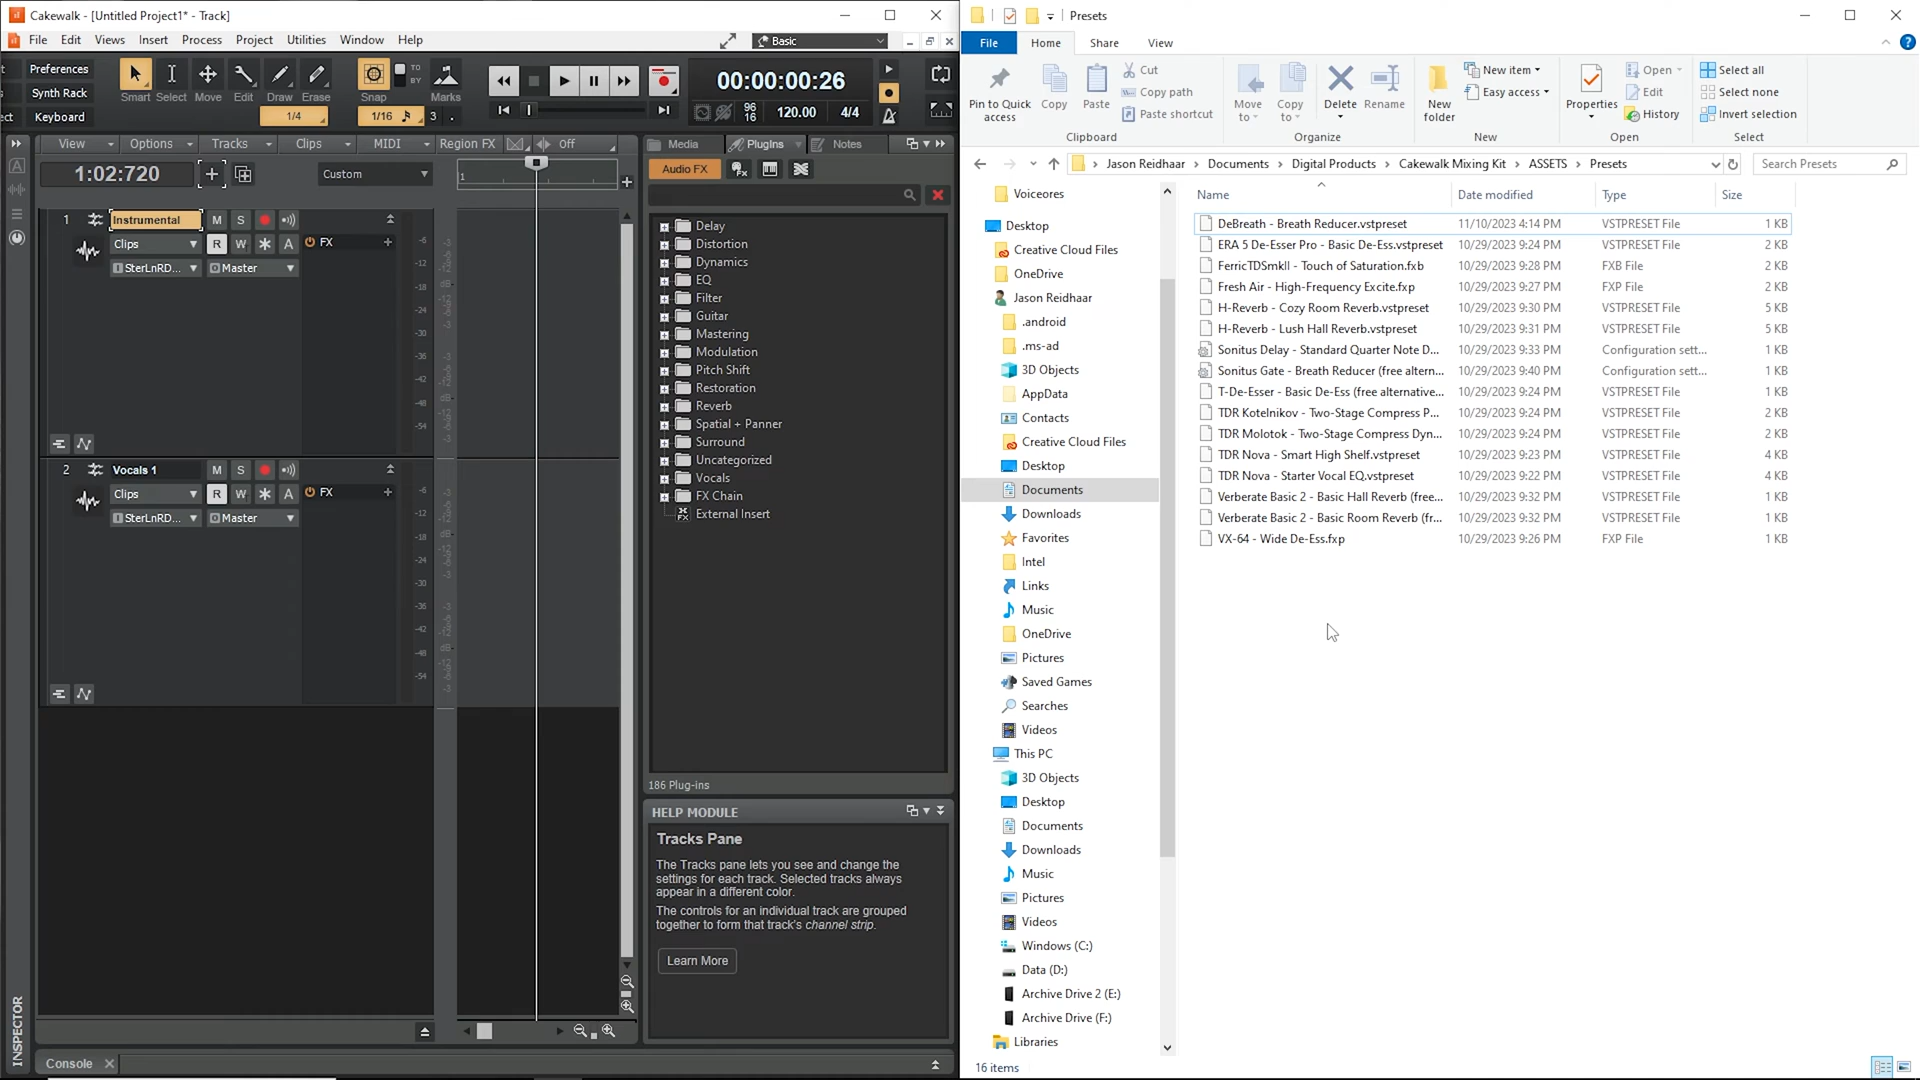 Cakewalk - [Untitled Project1* - Track]
File Edit Views Insert Process Project Utilities Window Help
Basic
Preferences
Synth Rack
Keyboard
Smart Select Move Edit Draw Erase Snap Marks
TO
BY
1/4
1/16
3
00:00:00:26
96
16
120.00
4/4
View Options Tracks Clips MIDI Region FX Off
1:02:720
Custom
1
1 Instrumental M S
Clips R W A FX
SterLnRD... Master
-6
-12
-18
-24
-30
-36
-42
-48
-54
2 Vocals 1 M S
Clips R W A FX
SterLnRD... Master
-6
-12
-18
-24
-30
-36
-42
-48
-54
INSPECTOR
Console
Media PlugIns Notes
Audio FX
Delay
Distortion
Dynamics
EQ
Filter
Guitar
Mastering
Modulation
Pitch Shift
Restoration
Reverb
Spatial + Panner
Surround
Uncategorized
Vocals
FX Chain
External Insert
186 Plug-ins
HELP MODULE
Tracks Pane
The Tracks pane lets you see and change the
settings for each track. Selected tracks always
appear in a different color.
The controls for an individual track are grouped
together to form that track's channel strip.
Learn More
Presets
File Home Share View
Pin to Quick
access
Copy
Paste
Cut
Copy path
Paste shortcut
Clipboard
Move
to
Copy
to
Delete
Rename
Organize
New
folder
New item
Easy access
New
Properties
Open
Edit
History
Open
Select all
Select none
Invert selection
Select
Jason Reidhaar > Documents > Digital Products > Cakewalk Mixing Kit > ASSETS > Presets
Search Presets
Voiceores
Desktop
Creative Cloud Files
OneDrive
Jason Reidhaar
.android
.ms-ad
3D Objects
AppData
Contacts
Creative Cloud Files
Desktop
Documents
Downloads
Favorites
Intel
Links
Music
OneDrive
Pictures
Saved Games
Searches
Videos
This PC
3D Objects
Desktop
Documents
Downloads
Music
Pictures
Videos
Windows (C:)
Data (D:)
Archive Drive 2 (E:)
Archive Drive (F:)
Libraries
Name Date modified Type Size
DeBreath - Breath Reducer.vstpreset 11/10/2023 4:14 PM VSTPRESET File 1 KB
ERA 5 De-Esser Pro - Basic De-Ess.vstpreset 10/29/2023 9:24 PM VSTPRESET File 2 KB
FerricTDSmkII - Touch of Saturation.fxb 10/29/2023 9:28 PM FXB File 2 KB
Fresh Air - High-Frequency Excite.fxp 10/29/2023 9:27 PM FXP File 2 KB
H-Reverb - Cozy Room Reverb.vstpreset 10/29/2023 9:30 PM VSTPRESET File 5 KB
H-Reverb - Lush Hall Reverb.vstpreset 10/29/2023 9:31 PM VSTPRESET File 5 KB
Sonitus Delay - Standard Quarter Note D... 10/29/2023 9:33 PM Configuration sett... 1 KB
Sonitus Gate - Breath Reducer (free altern... 10/29/2023 9:40 PM Configuration sett... 1 KB
T-De-Esser - Basic De-Ess (free alternative... 10/29/2023 9:24 PM VSTPRESET File 1 KB
TDR Kotelnikov - Two-Stage Compress P... 10/29/2023 9:24 PM VSTPRESET File 2 KB
TDR Molotok - Two-Stage Compress Dyn... 10/29/2023 9:24 PM VSTPRESET File 2 KB
TDR Nova - Smart High Shelf.vstpreset 10/29/2023 9:23 PM VSTPRESET File 4 KB
TDR Nova - Starter Vocal EQ.vstpreset 10/29/2023 9:22 PM VSTPRESET File 4 KB
Verberate Basic 2 - Basic Hall Reverb (free... 10/29/2023 9:32 PM VSTPRESET File 1 KB
Verberate Basic 2 - Basic Room Reverb (fr... 10/29/2023 9:32 PM VSTPRESET File 1 KB
VX-64 - Wide De-Ess.fxp 10/29/2023 9:26 PM FXP File 1 KB
16 items